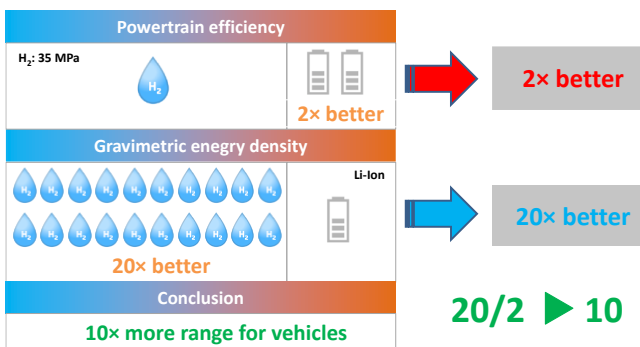 Powertrain efficiency
H₂: 35 MPa
H₂
2× better
2× better
Gravimetric enegry density
Li-Ion
H₂ H₂ H₂ H₂ H₂ H₂ H₂ H₂ H₂ H₂
H₂ H₂ H₂ H₂ H₂ H₂ H₂ H₂ H₂ H₂
20× better
20× better
Conclusion
10× more range for vehicles
20/2 ▶ 10